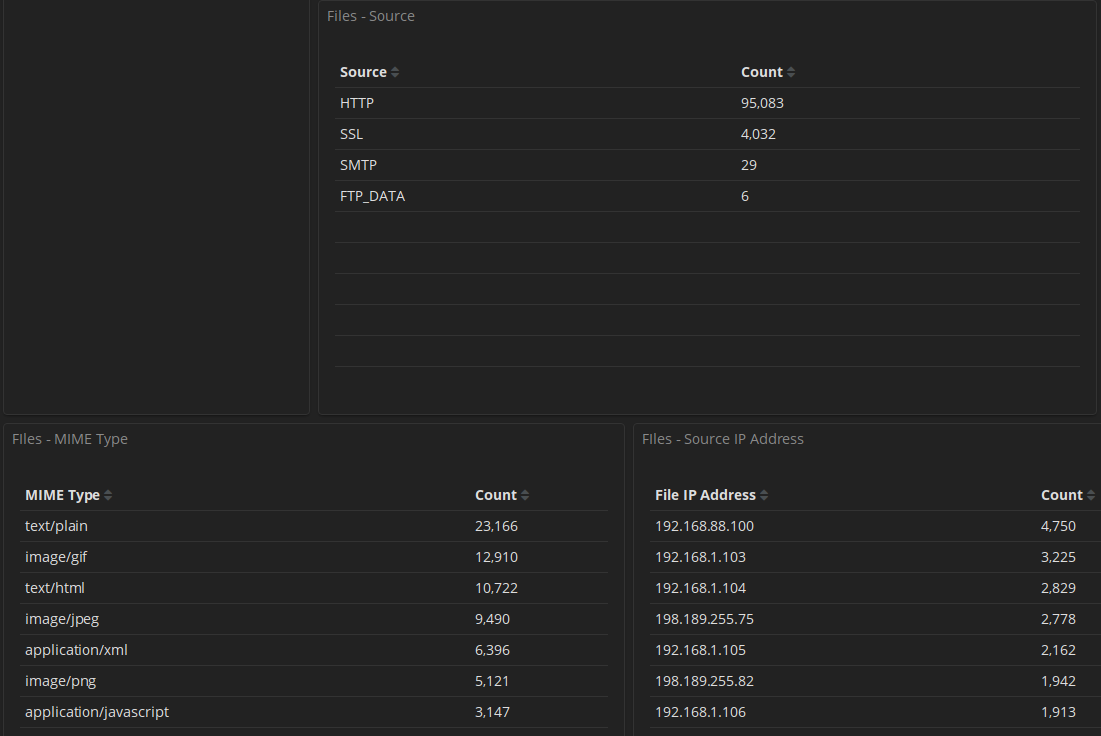 Files - Source
Source Count
HTTP 95,083
SSL 4,032
SMTP 29
FTP_DATA 6
FIles - MIME Type
MIME Type Count
text/plain 23,166
image/gif 12,910
text/html 10,722
image/jpeg 9,490
application/xml 6,396
image/png 5,121
application/javascript 3,147
FIles - Source IP Address
File IP Address Count
192.168.88.100 4,750
192.168.1.103 3,225
192.168.1.104 2,829
198.189.255.75 2,778
192.168.1.105 2,162
198.189.255.82 1,942
192.168.1.106 1,913